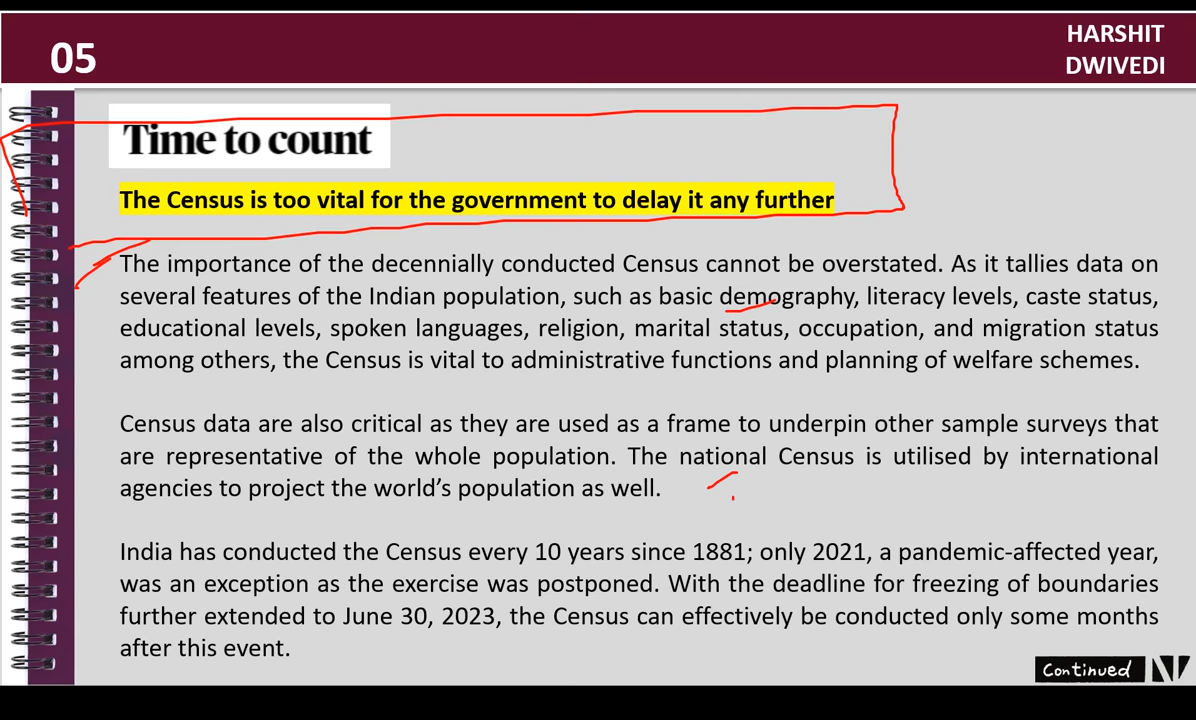 05
HARSHIT
DWIVEDI
Time to count
The Census is too vital for the government to delay it any further
The importance of the decennially conducted Census cannot be overstated. As it tallies data on
several features of the Indian population, such as basic demography, literacy levels, caste status,
educational levels, spoken languages, religion, marital status, occupation, and migration status
among others, the Census is vital to administrative functions and planning of welfare schemes.
Census data are also critical as they are used as a frame to underpin other sample surveys that
are representative of the whole population. The national Census is utilised by international
agencies to project the world’s population as well.
India has conducted the Census every 10 years since 1881; only 2021, a pandemic-affected year,
was an exception as the exercise was postponed. With the deadline for freezing of boundaries
further extended to June 30, 2023, the Census can effectively be conducted only some months
after this event.
Continued